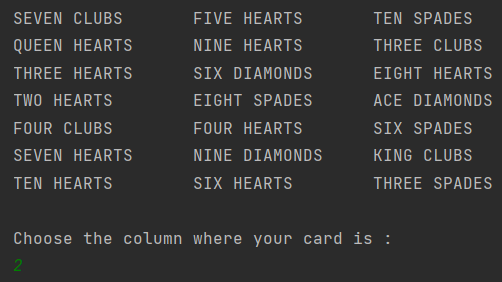 SEVEN CLUBS FIVE HEARTS TEN SPADES
QUEEN HEARTS NINE HEARTS THREE CLUBS
THREE HEARTS SIX DIAMONDS EIGHT HEARTS
TWO HEARTS EIGHT SPADES ACE DIAMONDS
FOUR CLUBS FOUR HEARTS SIX SPADES
SEVEN HEARTS NINE DIAMONDS KING CLUBS
TEN HEARTS SIX HEARTS THREE SPADES
Choose the column where your card is :
2